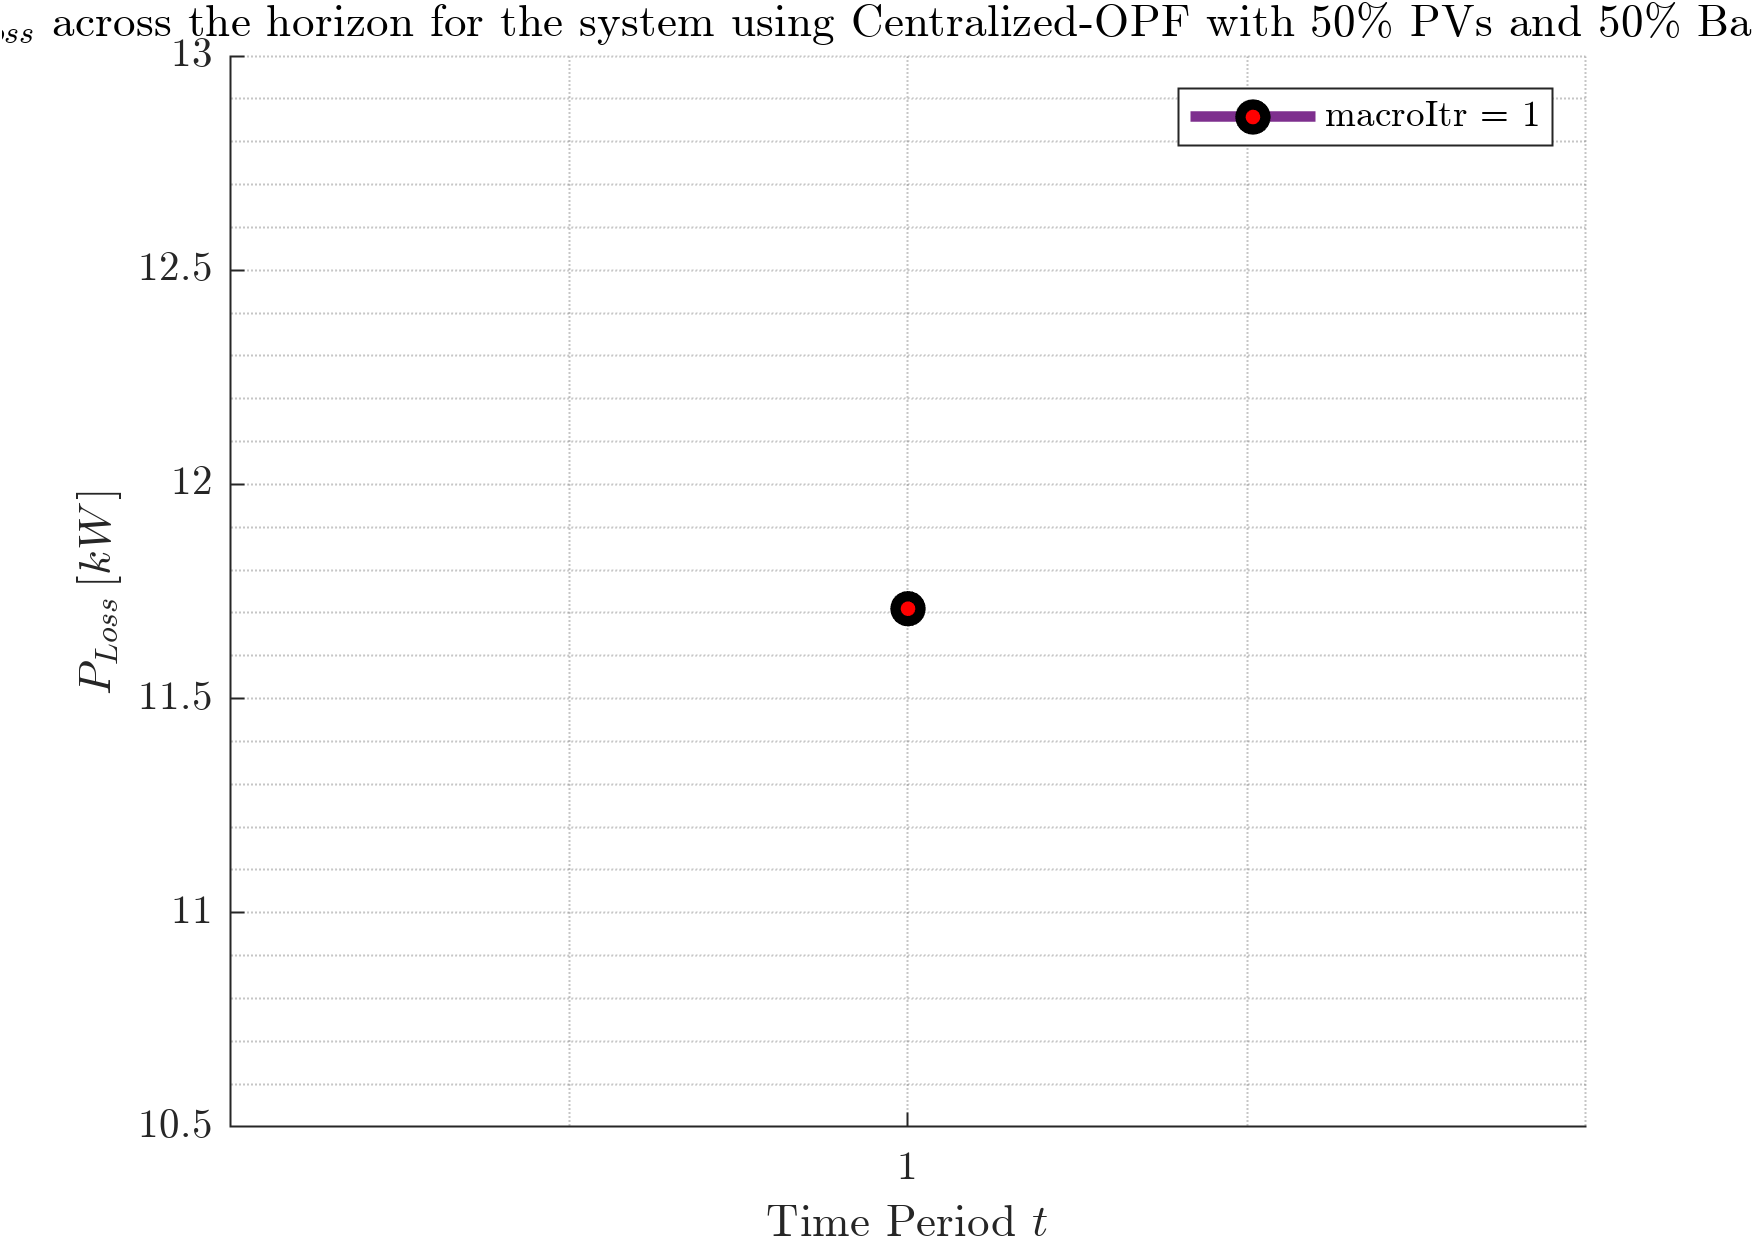 oss across the horizon for the system using Centralized-OPF with 50% PVs and 50% Ba
13
macroItr = 1
12.5
12
P_Loss [kW]
11.5
11
10.5
1
Time Period t